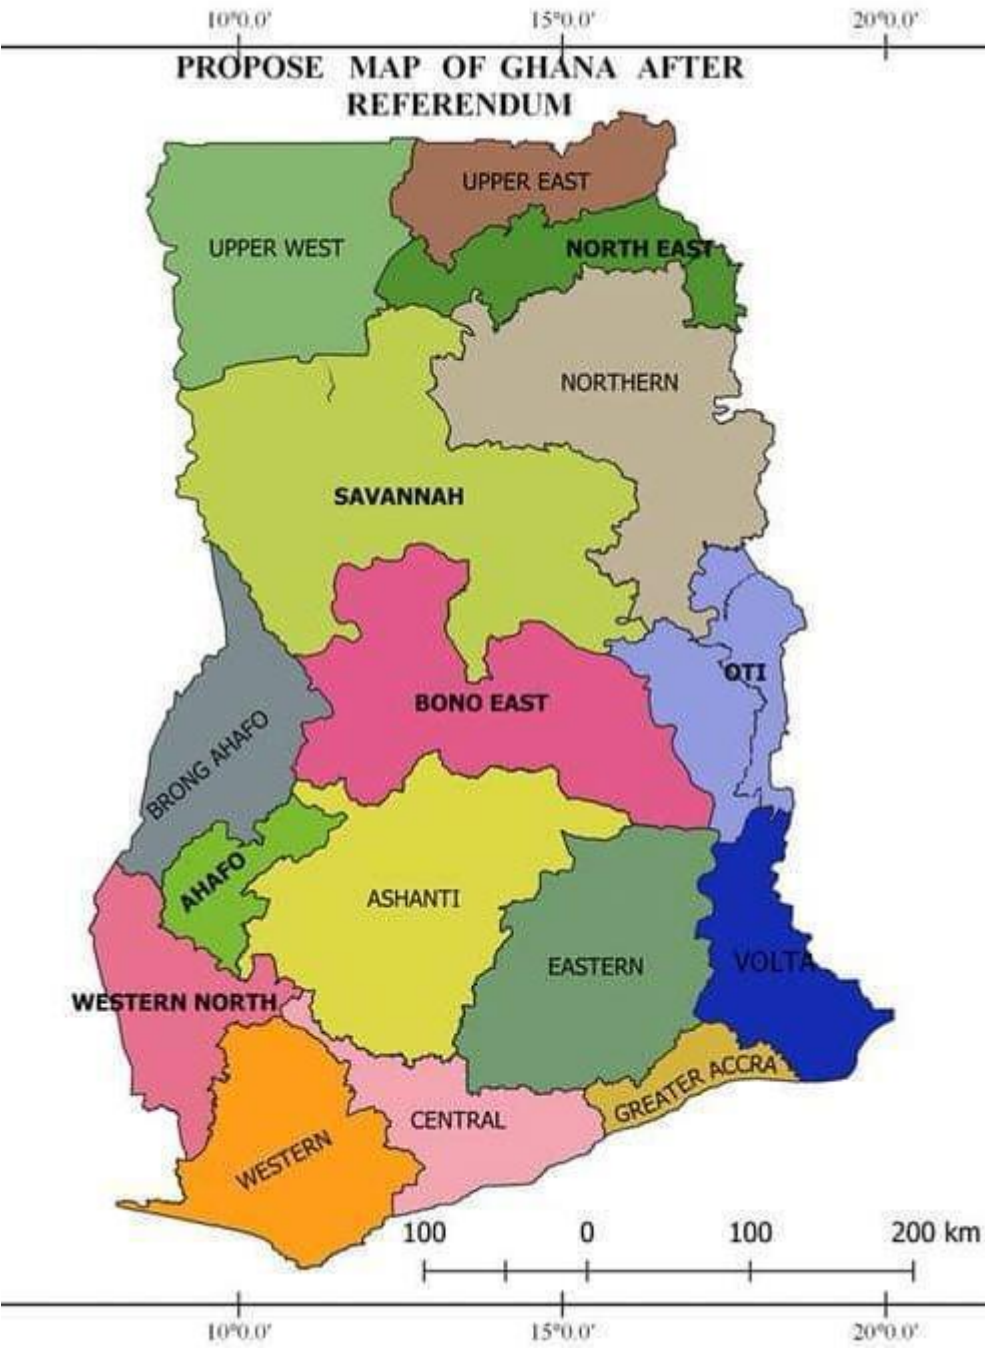 10°0.0' 15°0.0' 20°0.0'
PROPOSE MAP OF GHANA AFTER
REFERENDUM
UPPER EAST
UPPER WEST
NORTH EAST
NORTHERN
SAVANNAH
OTI
BONO EAST
BRONG AHAFO
AHAFO
ASHANTI
EASTERN
VOLTA
WESTERN NORTH
GREATER ACCRA
CENTRAL
WESTERN
100 0 100 200 km
10°0.0' 15°0.0' 20°0.0'